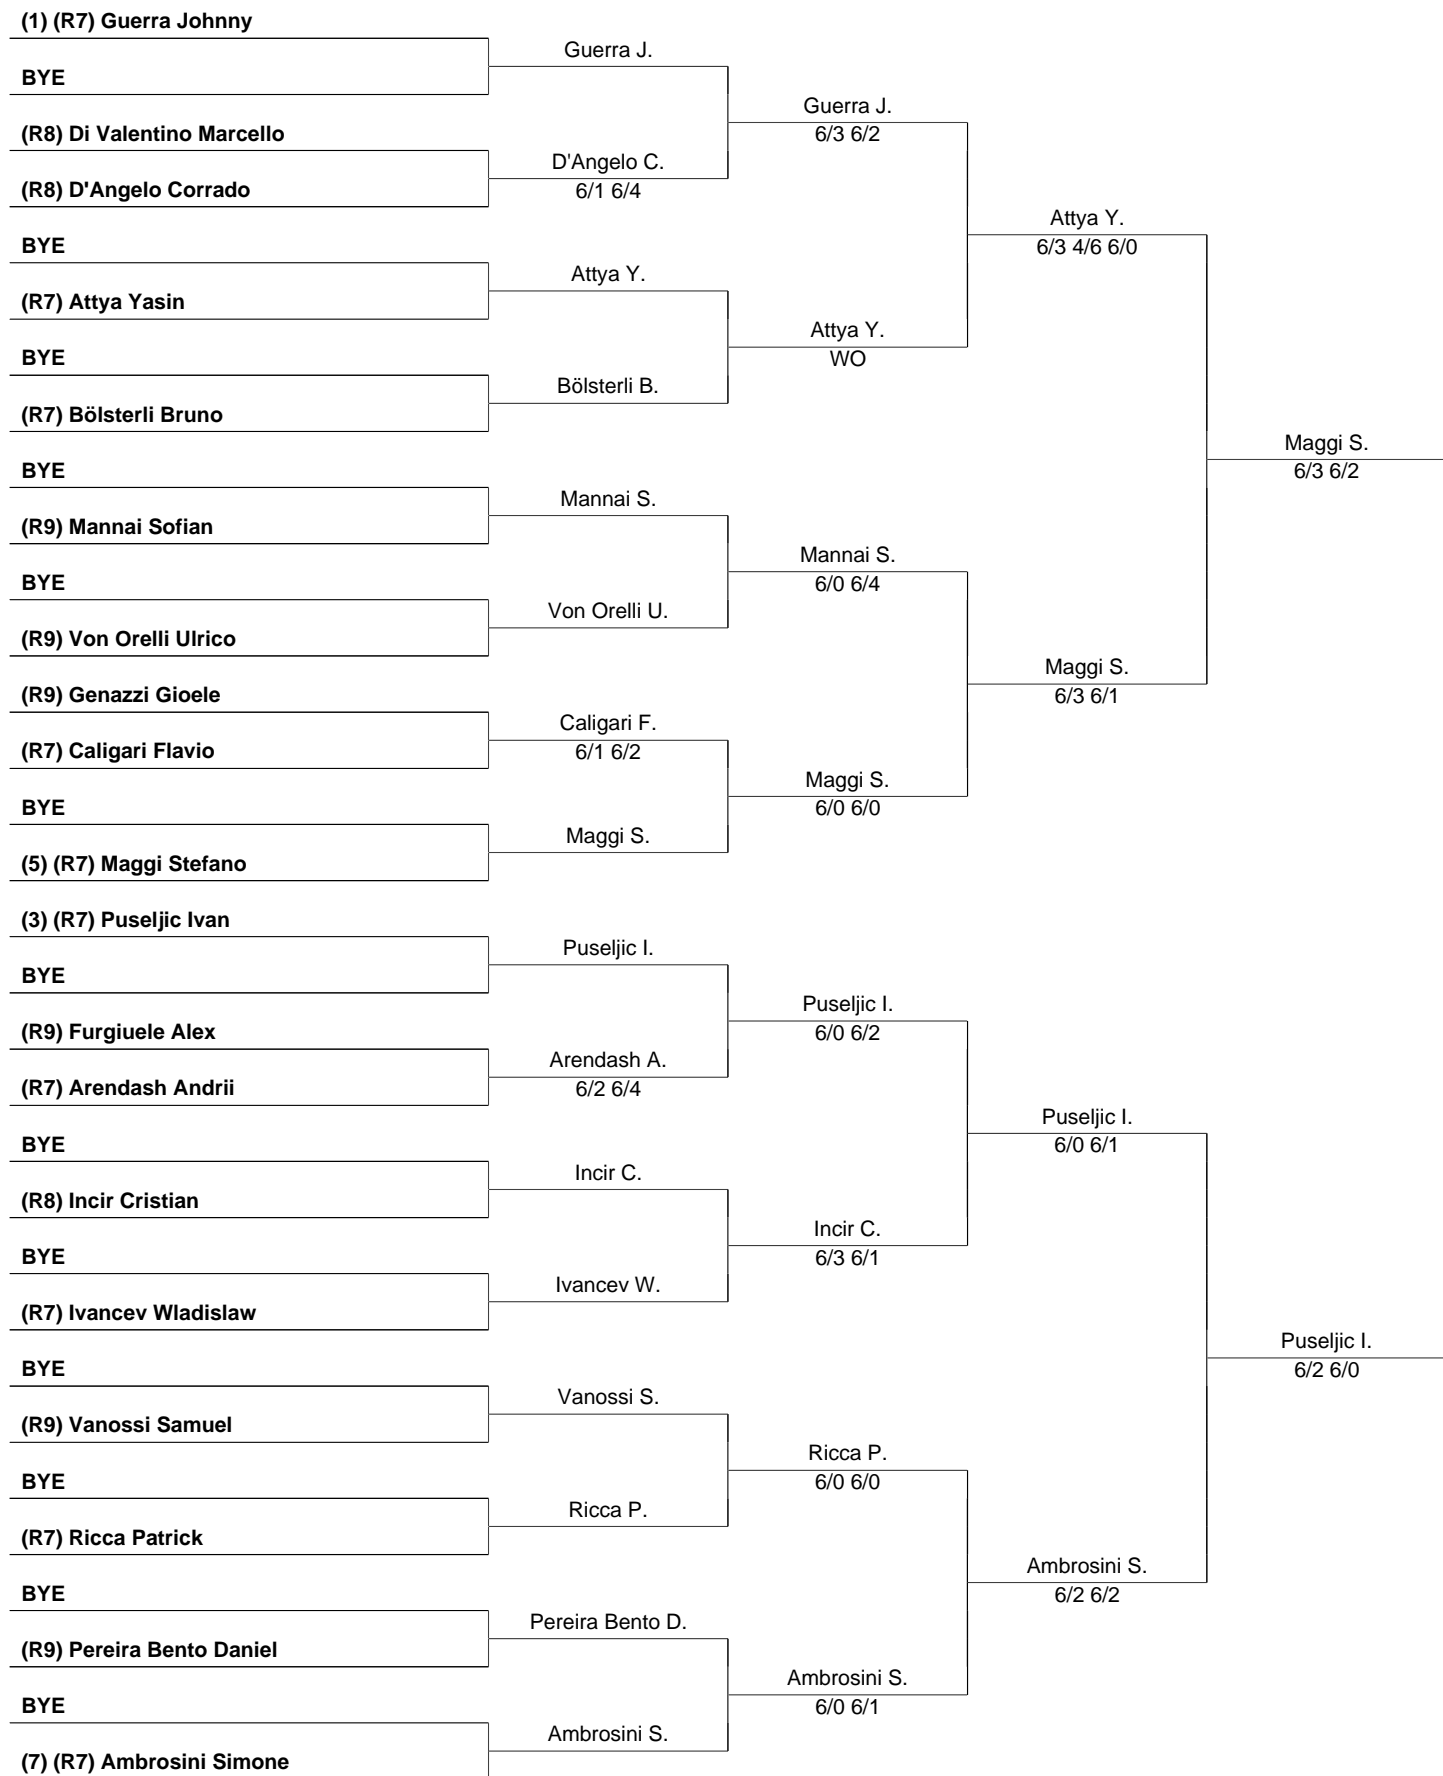 (1) (R7) Guerra Johnny
BYE
(R8) Di Valentino Marcello
(R8) D'Angelo Corrado
BYE
(R7) Attya Yasin
BYE
(R7) Bölsterli Bruno
BYE
(R9) Mannai Sofian
BYE
(R9) Von Orelli Ulrico
(R9) Genazzi Gioele
(R7) Caligari Flavio
BYE
(5) (R7) Maggi Stefano
(3) (R7) Puseljic Ivan
BYE
(R9) Furgiuele Alex
(R7) Arendash Andrii
BYE
(R8) Incir Cristian
BYE
(R7) Ivancev Wladislaw
BYE
(R9) Vanossi Samuel
BYE
(R7) Ricca Patrick
BYE
(R9) Pereira Bento Daniel
BYE
(7) (R7) Ambrosini Simone
Guerra J.
D'Angelo C.
6/1 6/4
Attya Y.
Bölsterli B.
Mannai S.
Von Orelli U.
Caligari F.
6/1 6/2
Maggi S.
Puseljic I.
Arendash A.
6/2 6/4
Incir C.
Ivancev W.
Vanossi S.
Ricca P.
Pereira Bento D.
Ambrosini S.
Guerra J.
6/3 6/2
Attya Y.
WO
Mannai S.
6/0 6/4
Maggi S.
6/0 6/0
Puseljic I.
6/0 6/2
Incir C.
6/3 6/1
Ricca P.
6/0 6/0
Ambrosini S.
6/0 6/1
Attya Y.
6/3 4/6 6/0
Maggi S.
6/3 6/1
Puseljic I.
6/0 6/1
Ambrosini S.
6/2 6/2
Maggi S.
6/3 6/2
Puseljic I.
6/2 6/0